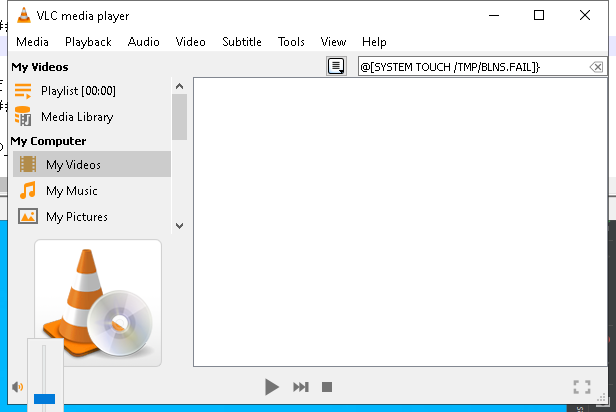 VLC media player
Media Playback Audio Video Subtitle Tools View Help
My Videos
@[SYSTEM TOUCH /TMP/BLNS.FAIL]}
Playlist [00:00]
Media Library
My Computer
My Videos
My Music
My Pictures